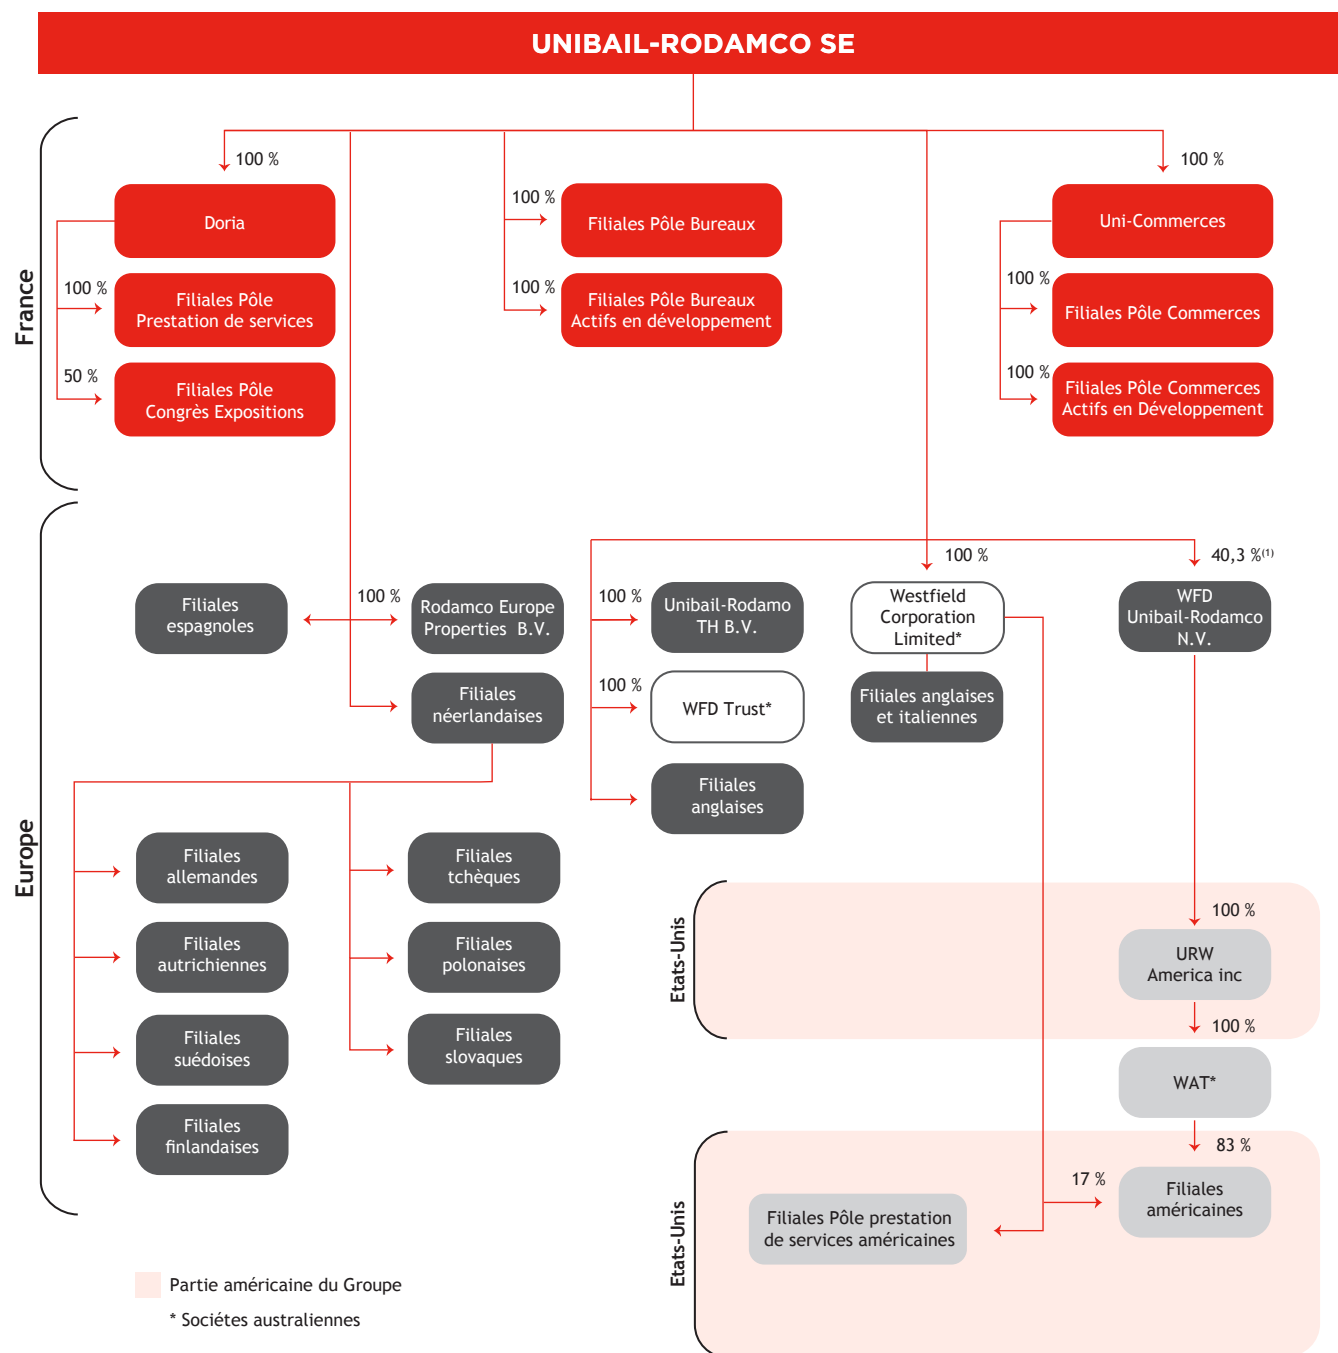 UNIBAIL-RODAMCO SE
France
100 %
Doria
100 %
Filiales Pôle
Prestation de services
50 %
Filiales Pôle
Congrès Expositions
100 %
Filiales Pôle Bureaux
100 %
Filiales Pôle Bureaux
Actifs en développement
100 %
Uni-Commerces
100 %
Filiales Pôle Commerces
100 %
Filiales Pôle Commerces
Actifs en Développement
Europe
Filiales
espagnoles
100 %
Rodamco Europe
Properties B.V.
Filiales
néerlandaises
Filiales
allemandes
Filiales
autrichiennes
Filiales
suédoises
Filiales
finlandaises
Filiales
tchèques
Filiales
polonaises
Filiales
slovaques
100 %
Unibail-Rodamo
TH B.V.
100 %
WFD Trust*
Filiales
anglaises
100 %
Westfield
Corporation
Limited*
Filiales anglaises
et italiennes
40,3 %(1)
WFD
Unibail-Rodamco
N.V.
Etats-Unis
100 %
URW
America inc
100 %
WAT*
Etats-Unis
83 %
17 %
Filiales
américaines
Filiales Pôle prestation
de services américaines
Partie américaine du Groupe
* Sociétes australiennes